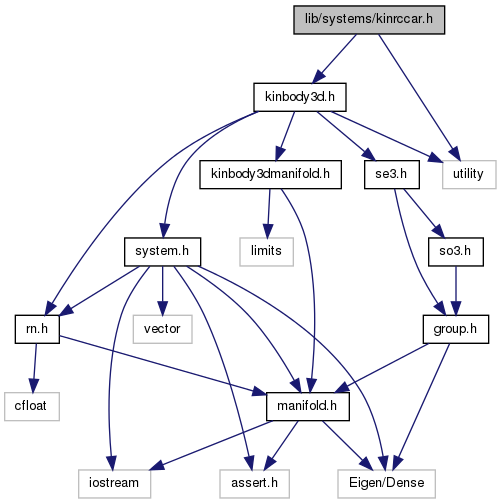 lib/systems/kinrccar.h
kinbody3d.h
kinbody3dmanifold.h
se3.h
utility
system.h
limits
so3.h
rn.h
vector
group.h
cfloat
manifold.h
iostream
assert.h
Eigen/Dense